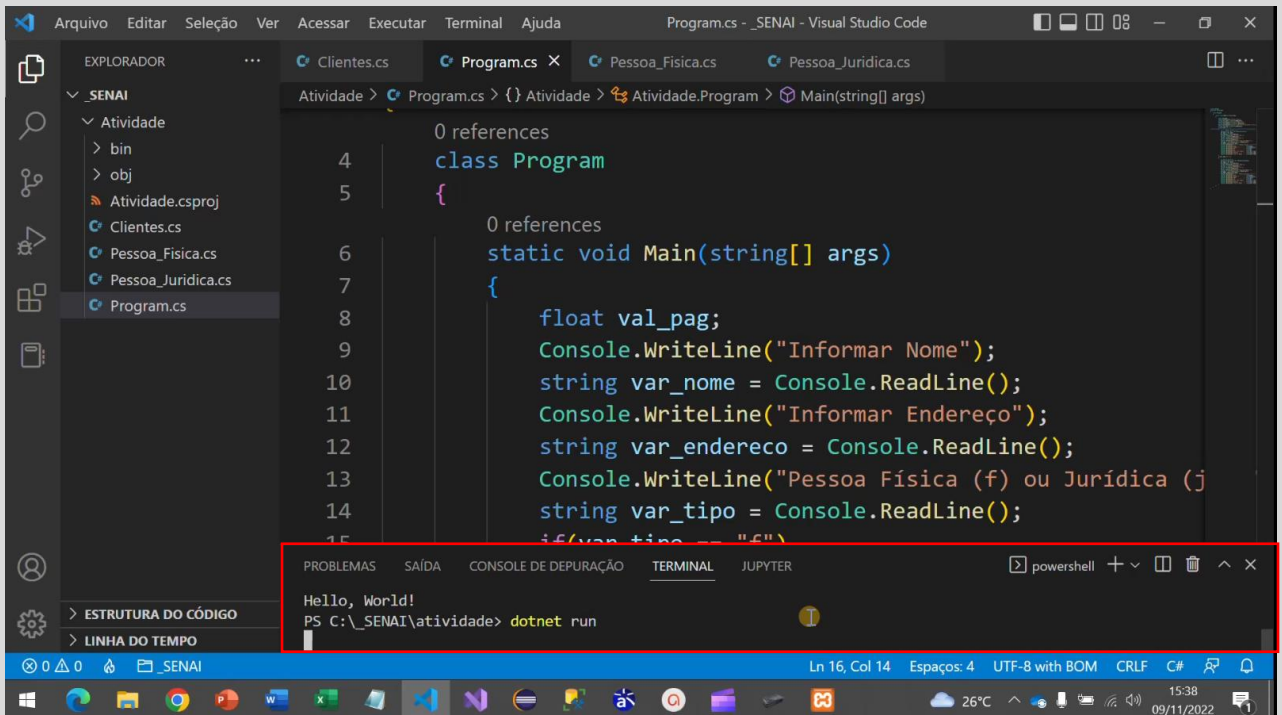 Arquivo Editar Seleção Ver Acessar Executar Terminal Ajuda Program.cs - _SENAI - Visual Studio Code
EXPLORADOR
Clientes.cs Program.cs Pessoa_Fisica.cs Pessoa_Juridica.cs
_SENAI
Atividade > Program.cs > {} Atividade > Atividade.Program > Main(string[] args)
Atividade
bin
obj
Atividade.csproj
Clientes.cs
Pessoa_Fisica.cs
Pessoa_Juridica.cs
Program.cs
0 references
4 class Program
5 {
0 references
6 static void Main(string[] args)
7 {
8 float val_pag;
9 Console.WriteLine("Informar Nome");
10 string var_nome = Console.ReadLine();
11 Console.WriteLine("Informar Endereço");
12 string var_endereco = Console.ReadLine();
13 Console.WriteLine("Pessoa Física (f) ou Jurídica (j
14 string var_tipo = Console.ReadLine();
15 if(var_tipo == "f")
PROBLEMAS SAÍDA CONSOLE DE DEPURAÇÃO TERMINAL JUPYTER powershell
Hello, World!
PS C:\_SENAI\atividade> dotnet run
ESTRUTURA DO CÓDIGO
LINHA DO TEMPO
0 0 _SENAI Ln 16, Col 14 Espaços: 4 UTF-8 with BOM CRLF C#
26°C 15:38
09/11/2022